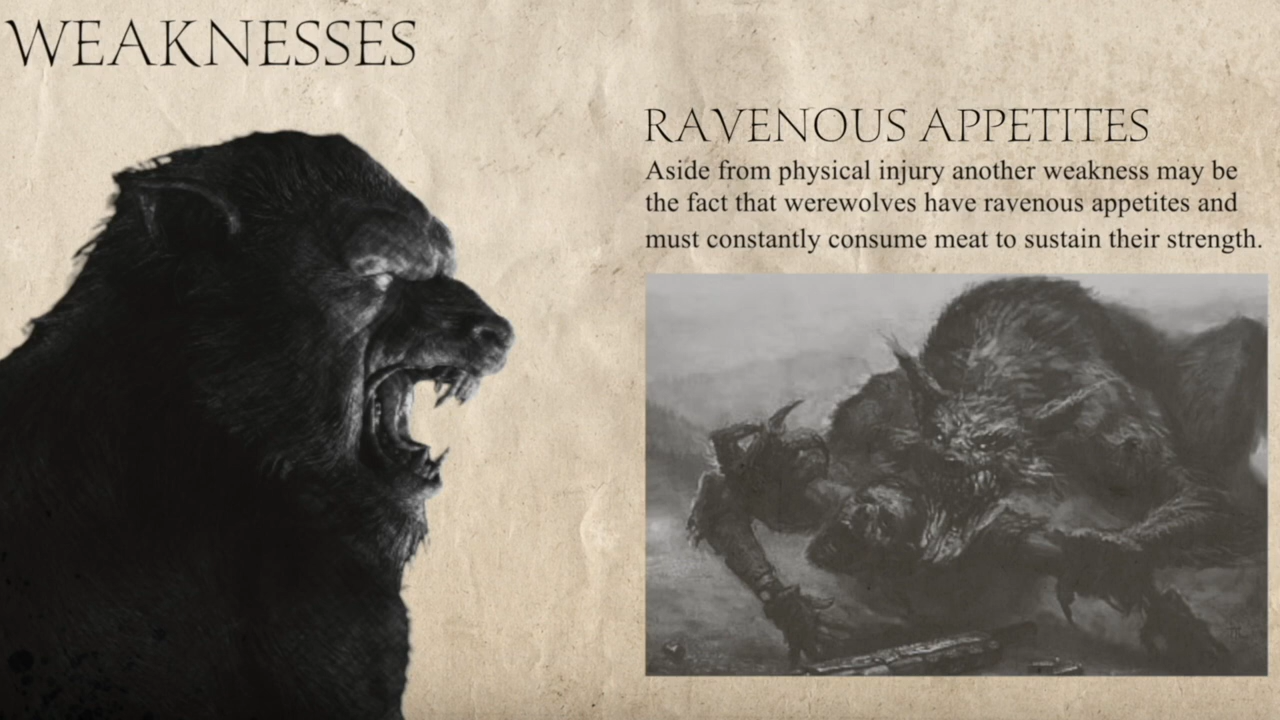 WEAKNESSES
RAVENOUS APPETITES
Aside from physical injury another weakness may be
the fact that werewolves have ravenous appetites and
must constantly consume meat to sustain their strength.